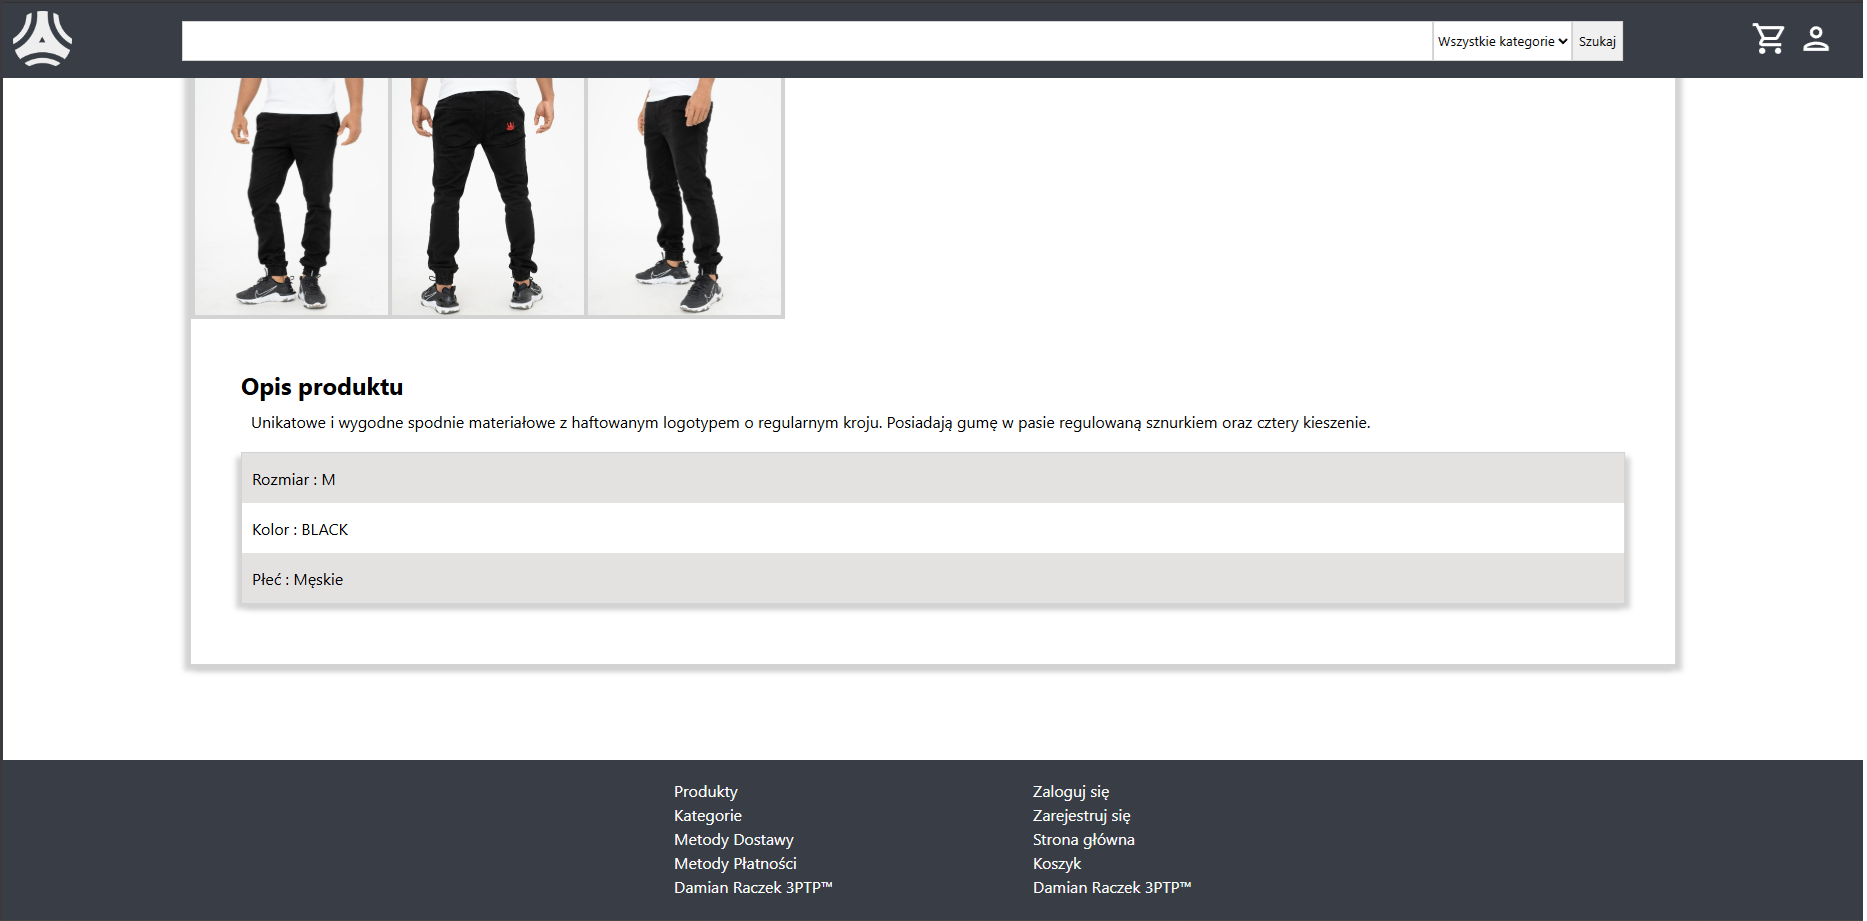 Wszystkie kategorie Szukaj
Opis produktu
Unikatowe i wygodne spodnie materiałowe z haftowanym logotypem o regularnym kroju. Posiadają gumę w pasie regulowaną sznurkiem oraz cztery kieszenie.
Rozmiar : M
Kolor : BLACK
Płeć : Męskie
Produkty
Kategorie
Metody Dostawy
Metody Płatności
Damian Raczek 3PTP™
Zaloguj się
Zarejestruj się
Strona główna
Koszyk
Damian Raczek 3PTP™